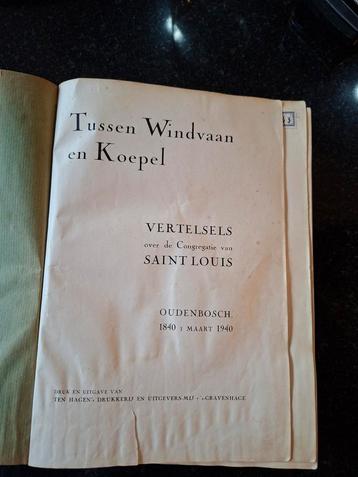 Tussen Windvaan
en Koepel
VERTELSELS
over de Congregatie van
SAINT LOUIS
OUDENBOSCH
1840 1 MAART 1940
DRUK EN UITGAVE VAN
TEN HAGEN'S DRUKKERIJ EN UITGEVERS-MIJ - 'sGRAVENHAGE